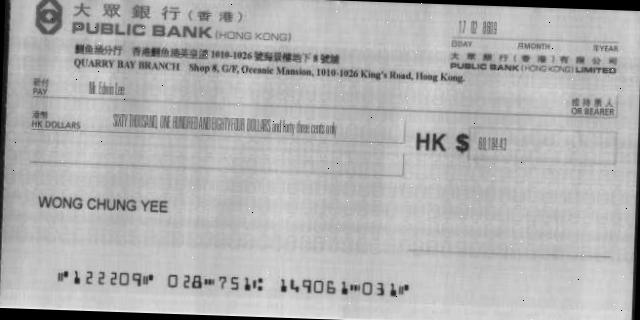 大眾銀行(香港)
PUBLIC BANK (HONG KONG)
鰂魚涌分行 香港鰂魚涌英皇道 1010-1026 號海景樓地下 8 號舖
QUARRY BAY BRANCH Shop 8, G/F, Oceanic Mansion, 1010-1026 King's Road, Hong Kong.
17 02
日DAY 月MONTH 年YEAR
大眾銀行(香港)有限公司
PUBLIC BANK (HONG KONG) LIMITED
祈付
PAY Mr. Edwin Lee
或持票人
OR BEARER
港幣
HK DOLLARS SIXTY THOUSAND, ONE HUNDRED AND EIGHTY-FOUR DOLLARS and forty-three cents only
HK $ 60,184.43
WONG CHUNG YEE
⑈122209⑈ 028⑉751⑆ 149061⑉031⑈